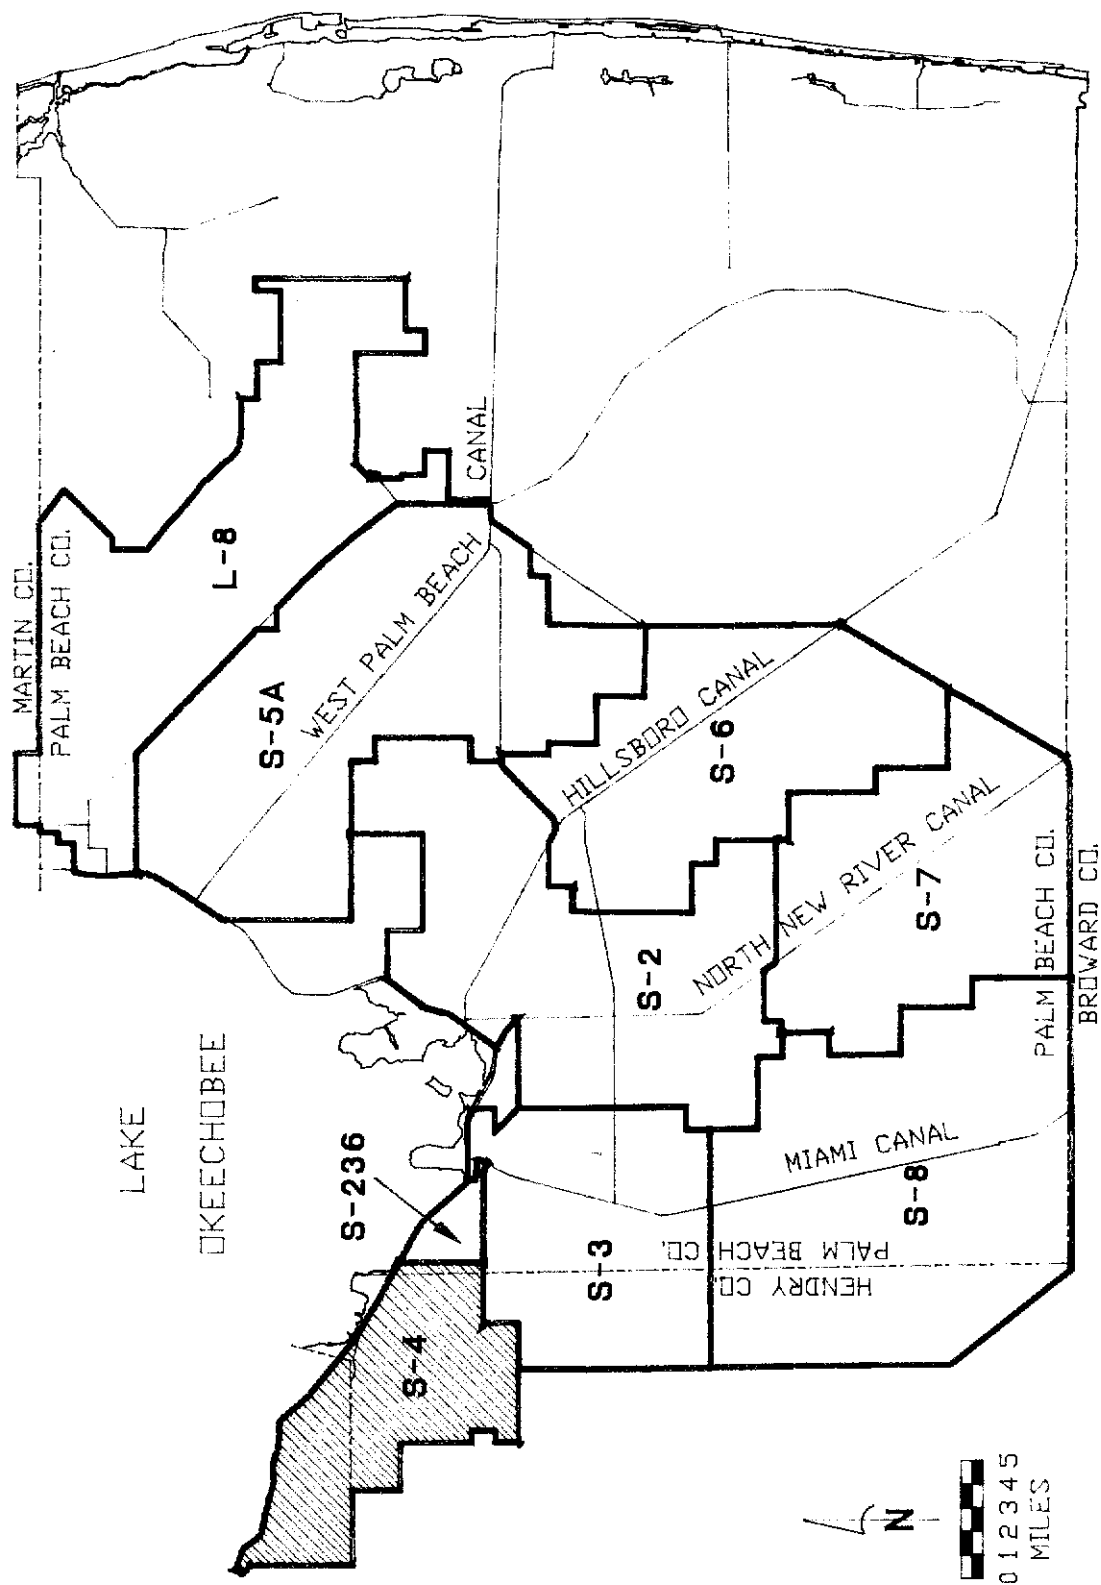 MARTIN CO.
PALM BEACH CO.
L-8
CANAL
S-5A
WEST PALM BEACH
LAKE
OKEECHOBEE
HILLSBORO CANAL
S-6
S-2
NORTH NEW RIVER CANAL
S-7
S-236
S-4
S-3
PALM BEACH CO.
HENDRY CO.
MIAMI CANAL
S-8
PALM BEACH CO.
BROWARD CO.
N
0 1 2 3 4 5
MILES